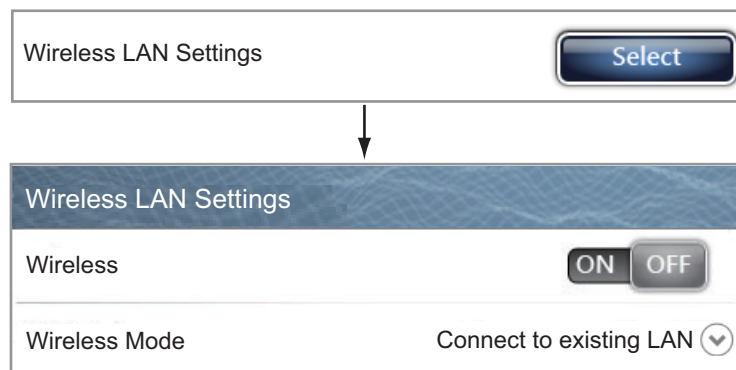 Wireless LAN Settings Select
Wireless LAN Settings
Wireless ON OFF
Wireless Mode Connect to existing LAN